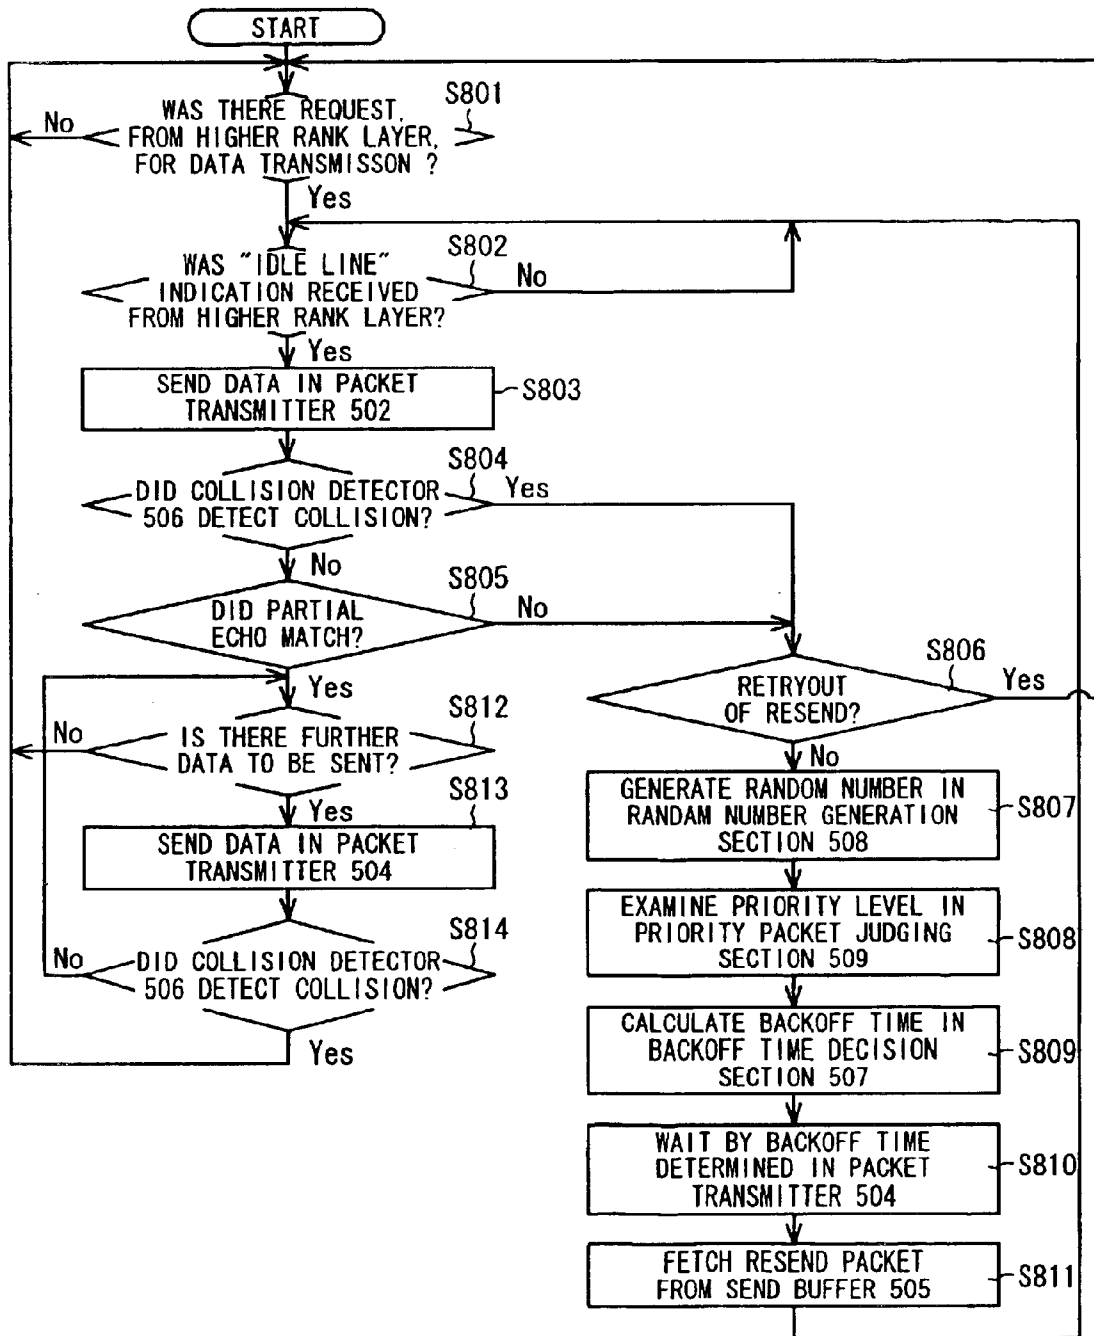 START
S801
WAS THERE REQUEST,
FROM HIGHER RANK LAYER,
FOR DATA TRANSMISSON ?
No
Yes
S802
WAS "IDLE LINE"
INDICATION RECEIVED
FROM HIGHER RANK LAYER?
No
Yes
SEND DATA IN PACKET
TRANSMITTER 502
S803
S804
DID COLLISION DETECTOR
506 DETECT COLLISION?
Yes
No
S805
DID PARTIAL
ECHO MATCH?
No
Yes
S812
IS THERE FURTHER
DATA TO BE SENT?
No
Yes
S813
SEND DATA IN PACKET
TRANSMITTER 504
S814
DID COLLISION DETECTOR
506 DETECT COLLISION?
No
Yes
S806
RETRYOUT
OF RESEND?
Yes
No
GENERATE RANDOM NUMBER IN
RANDAM NUMBER GENERATION
SECTION 508
S807
EXAMINE PRIORITY LEVEL IN
PRIORITY PACKET JUDGING
SECTION 509
S808
CALCULATE BACKOFF TIME IN
BACKOFF TIME DECISION
SECTION 507
S809
WAIT BY BACKOFF TIME
DETERMINED IN PACKET
TRANSMITTER 504
S810
FETCH RESEND PACKET
FROM SEND BUFFER 505
S811